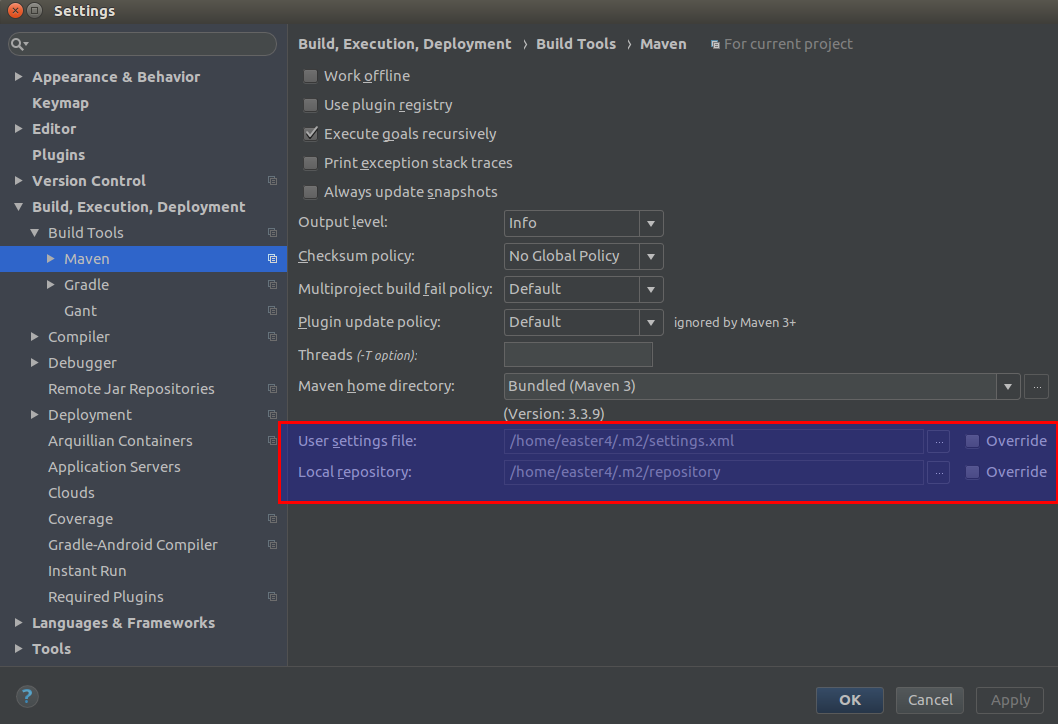 Settings
Appearance & Behavior
Keymap
Editor
Plugins
Version Control
Build, Execution, Deployment
Build Tools
Maven
Gradle
Gant
Compiler
Debugger
Remote Jar Repositories
Deployment
Arquillian Containers
Application Servers
Clouds
Coverage
Gradle-Android Compiler
Instant Run
Required Plugins
Languages & Frameworks
Tools
Build, Execution, Deployment › Build Tools › Maven For current project
Work offline
Use plugin registry
Execute goals recursively
Print exception stack traces
Always update snapshots
Output level: Info
Checksum policy: No Global Policy
Multiproject build fail policy: Default
Plugin update policy: Default ignored by Maven 3+
Threads (-T option):
Maven home directory: Bundled (Maven 3) ...
(Version: 3.3.9)
User settings file: /home/easter4/.m2/settings.xml ... Override
Local repository: /home/easter4/.m2/repository ... Override
? OK Cancel Apply